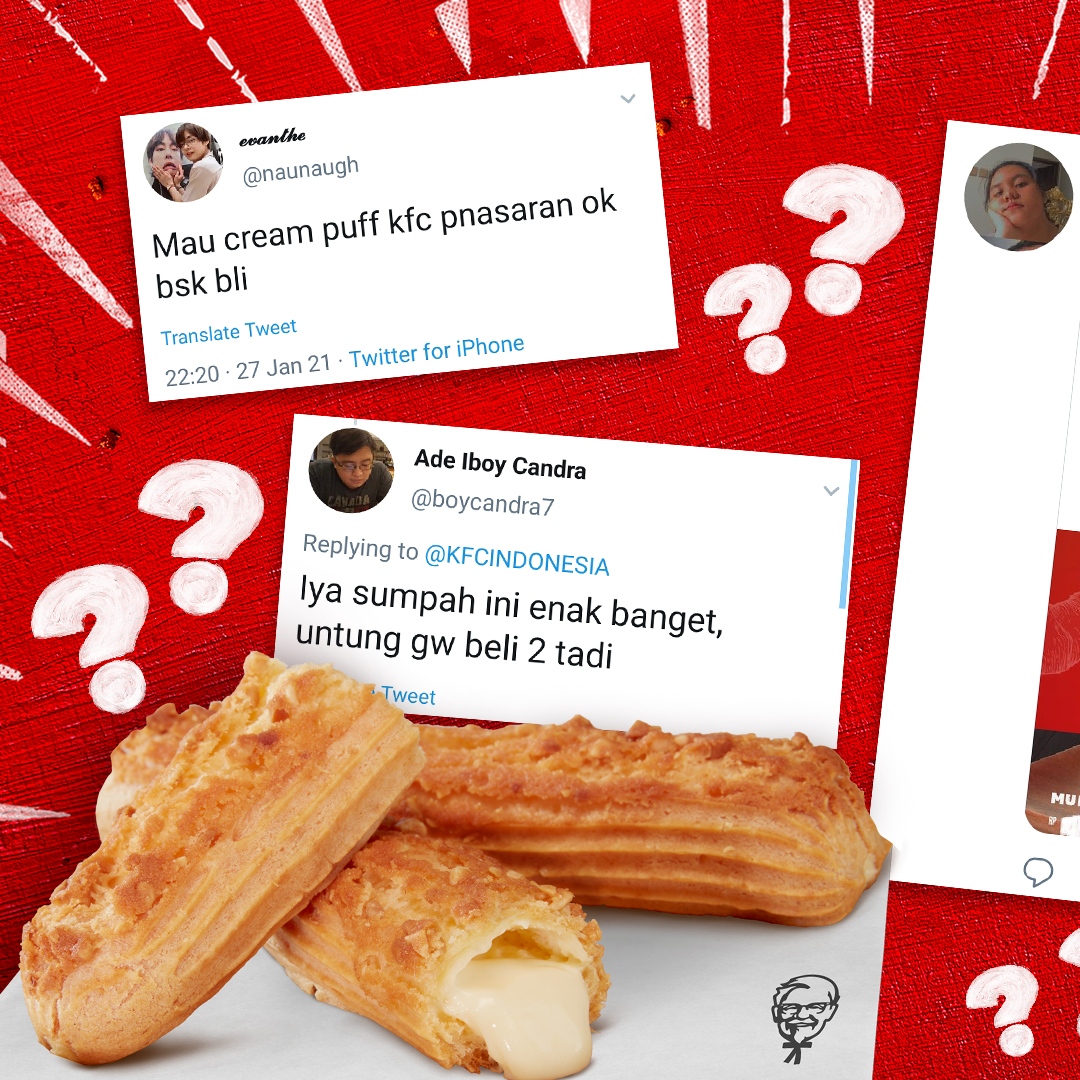 evanthe
@naunaugh
Mau cream puff kfc pnasaran ok
bsk bli
Translate Tweet
22:20 · 27 Jan 21 · Twitter for iPhone
? ?
Ade Iboy Candra
@boycandra7
Replying to @KFCINDONESIA
Iya sumpah ini enak banget,
untung gw beli 2 tadi
Tweet
? ?
MU
RP
?